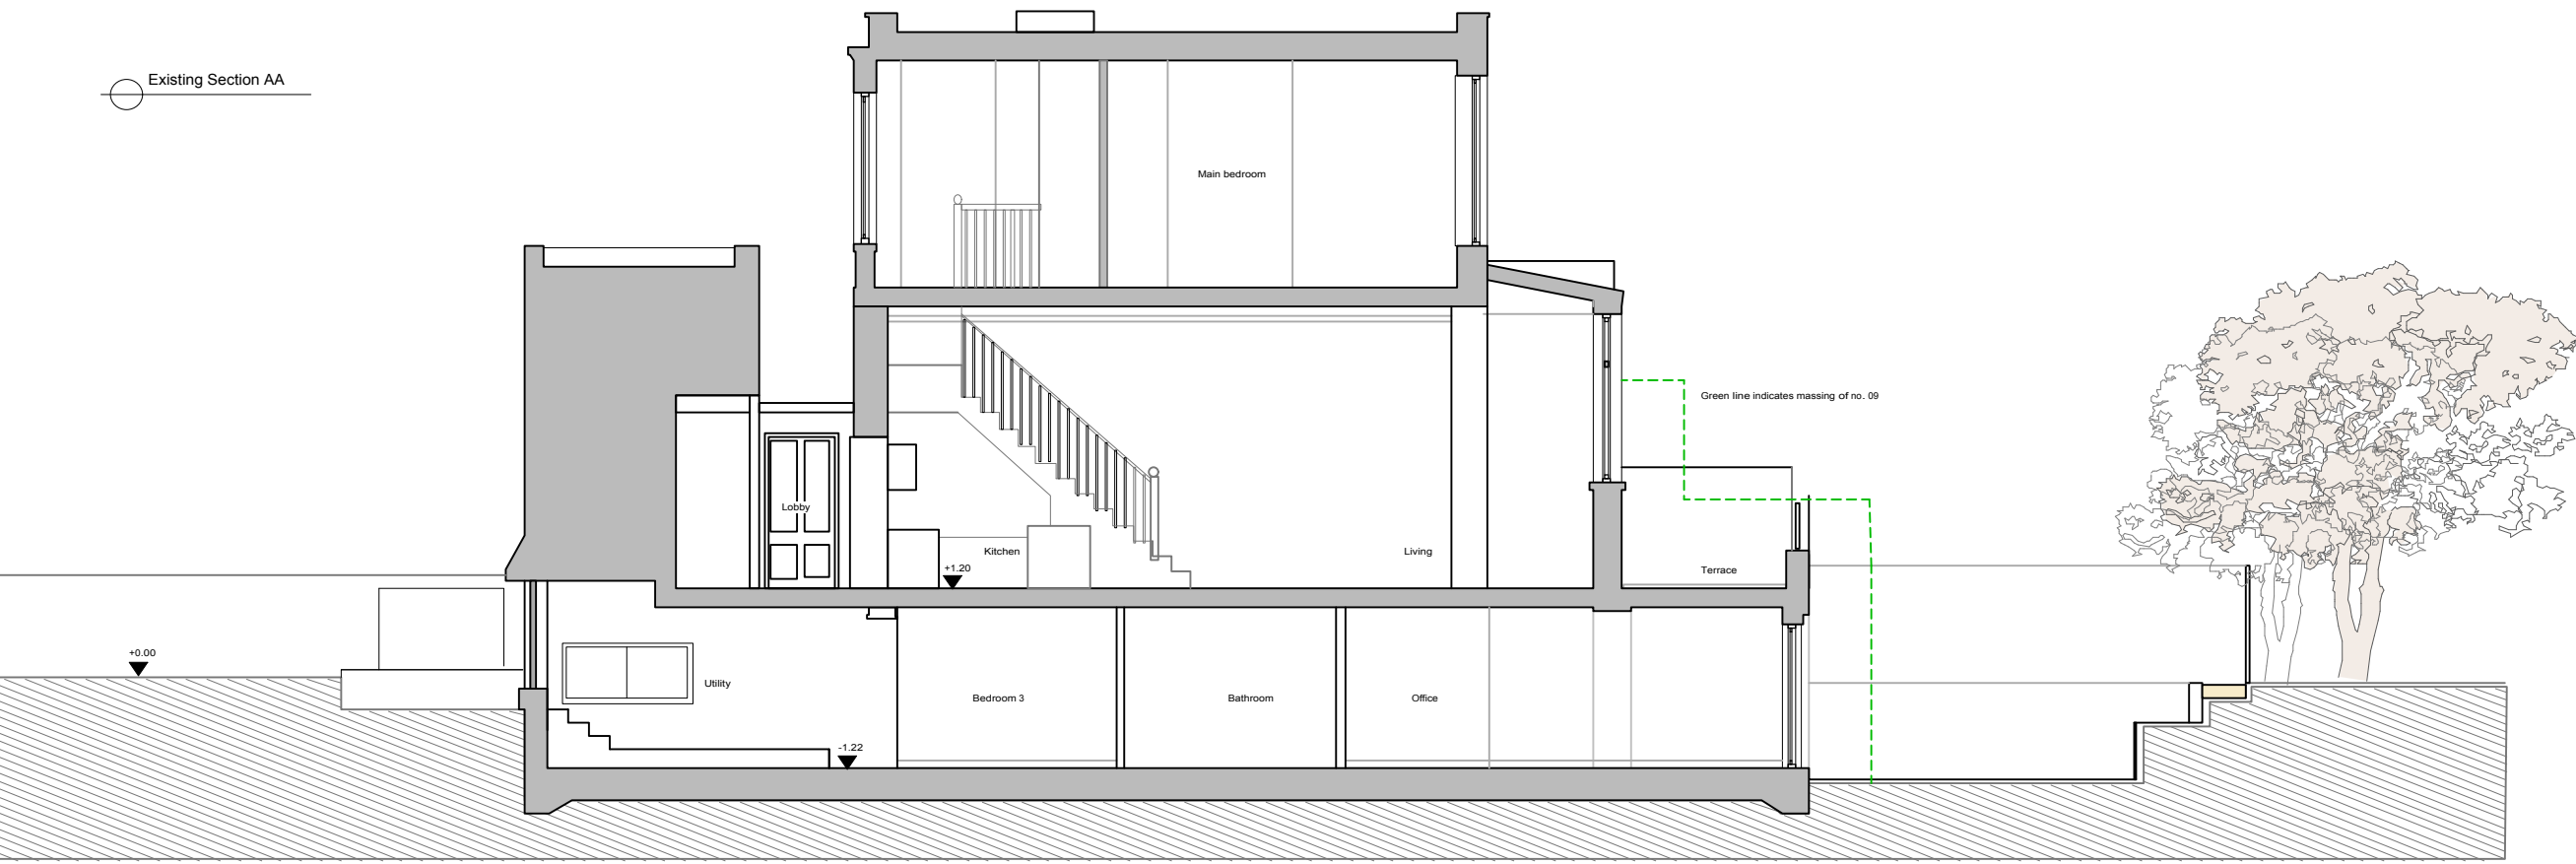 Existing Section AA
Main bedroom
Green line indicates massing of no. 09
Lobby
Kitchen
Living
+1.20
Terrace
+0.00
Utility
Bedroom 3
Bathroom
Office
-1.22